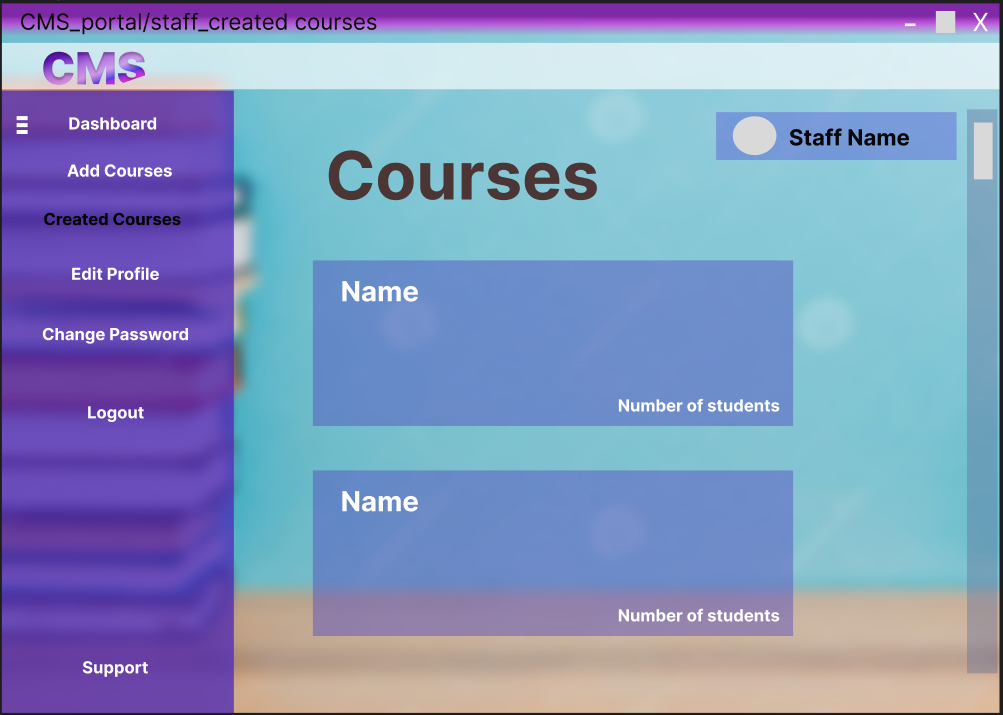 CMS_portal/staff_created courses
X
CMS
Dashboard
Add Courses
Created Courses
Edit Profile
Change Password
Logout
Support
Staff Name
Courses
Name
Number of students
Name
Number of students